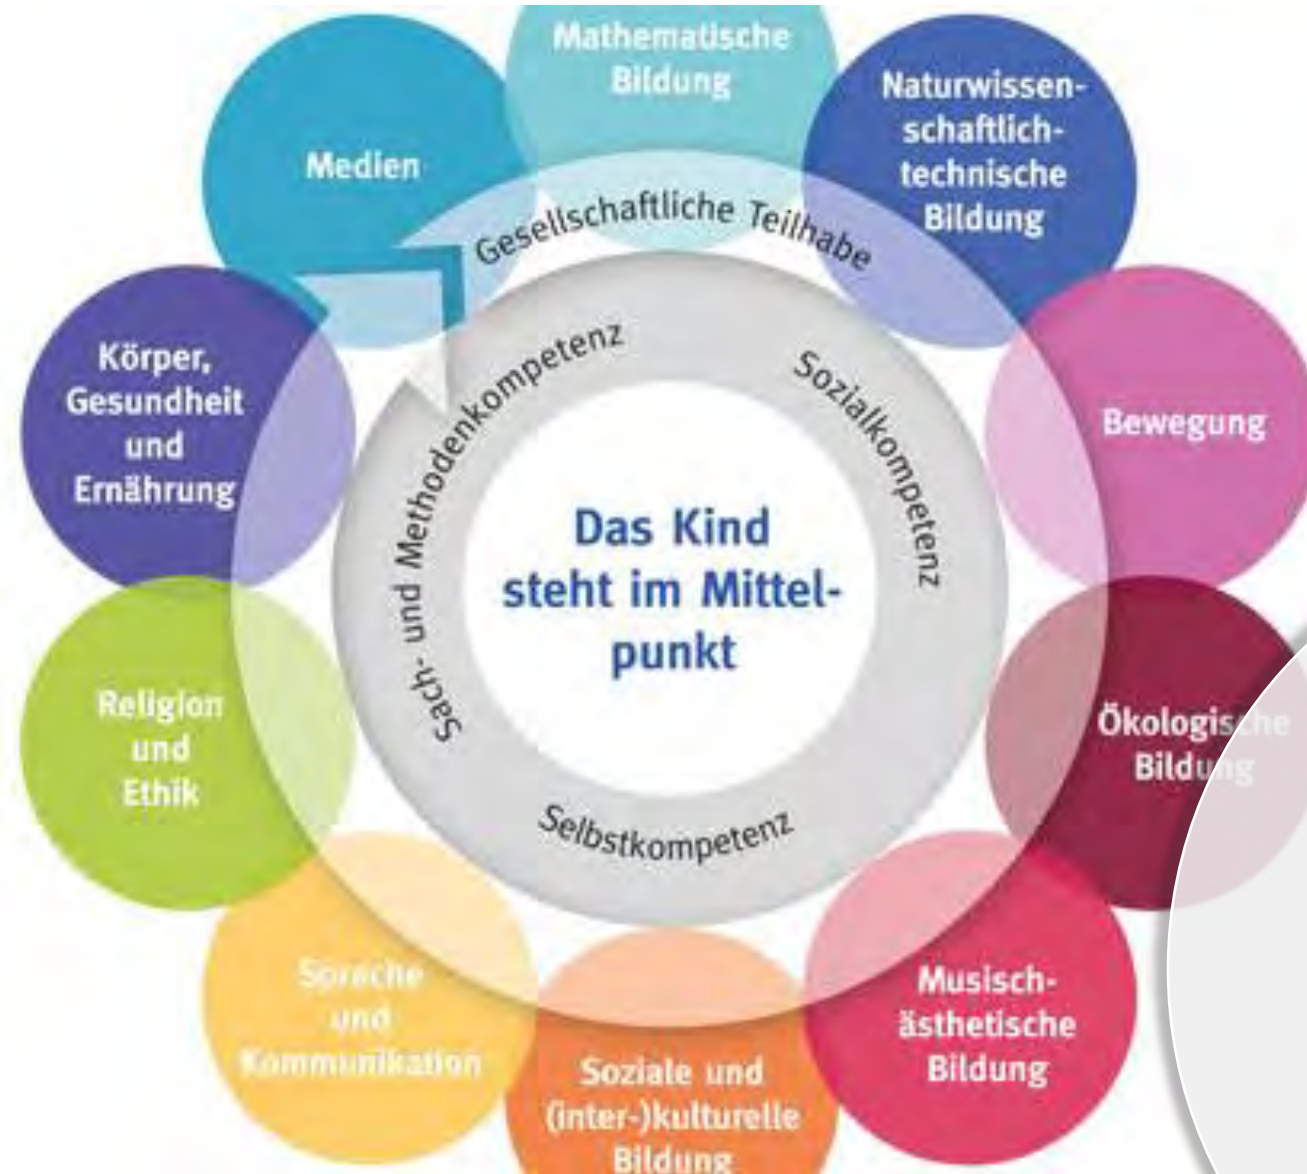 Mathematische
Bildung
Naturwissen-
schaftlich-
technische
Bildung
Medien
Gesellschaftliche Teilhabe
Körper,
Gesundheit
und
Ernährung
Sach- und Methodenkompetenz
Sozialkompetenz
Bewegung
Das Kind
steht im Mittel-
punkt
Religion
und
Ethik
Ökologische
Bildung
Selbstkompetenz
Sprache
und
Kommunikation
Musisch-
ästhetische
Bildung
Soziale und
(inter-)kulturelle
Bildung